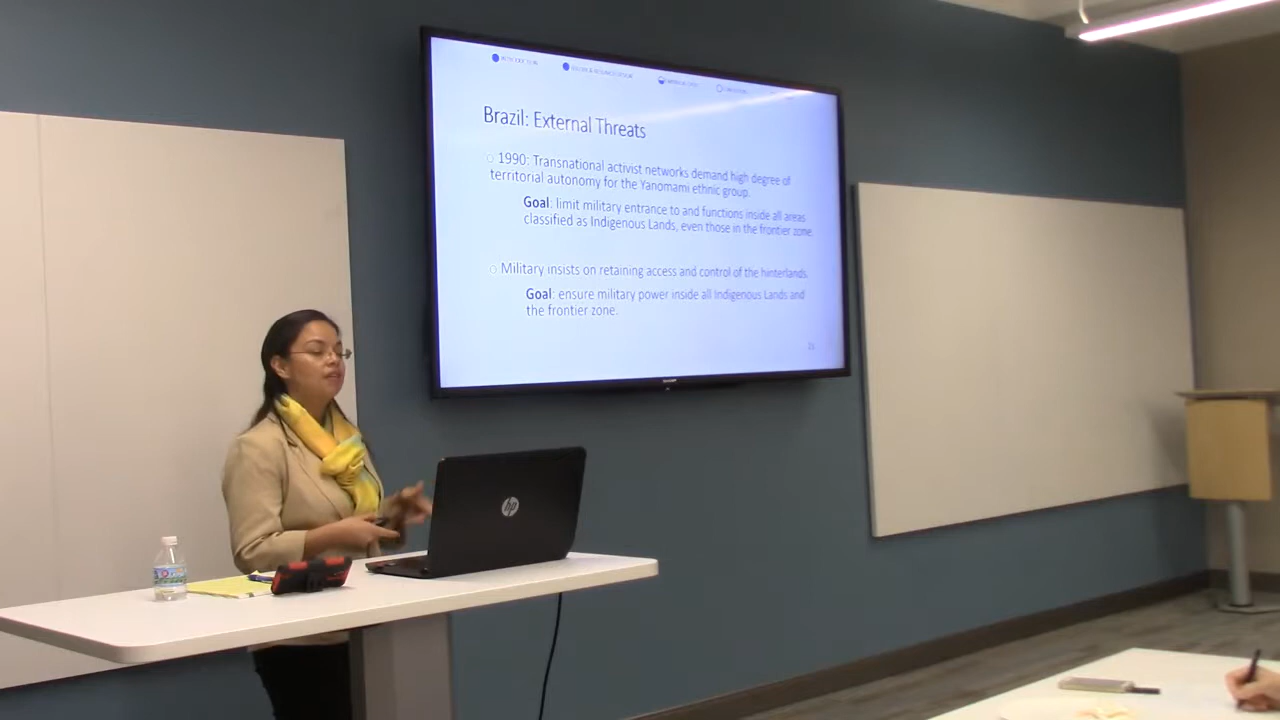 Brazil: External Threats
○ 1990: Transnational activist networks demand high degree of
territorial autonomy for the Yanomami ethnic group.
Goal: limit military entrance to and functions inside all areas
classified as Indigenous Lands, even those in the frontier zone.
○ Military insists on retaining access and control of the hinterlands.
Goal: ensure military power inside all Indigenous Lands and
the frontier zone.
hp